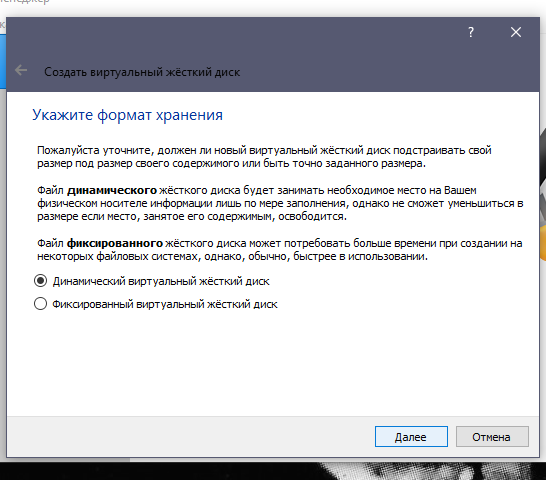 Создать виртуальный жёсткий диск
Укажите формат хранения
Пожалуйста уточните, должен ли новый виртуальный жёсткий диск подстраивать свой
размер под размер своего содержимого или быть точно заданного размера.
Файл динамического жёсткого диска будет занимать необходимое место на Вашем
физическом носителе информации лишь по мере заполнения, однако не сможет уменьшиться в
размере если место, занятое его содержимым, освободится.
Файл фиксированного жёсткого диска может потребовать больше времени при создании на
некоторых файловых системах, однако, обычно, быстрее в использовании.
Динамический виртуальный жёсткий диск
Фиксированный виртуальный жёсткий диск
Далее
Отмена